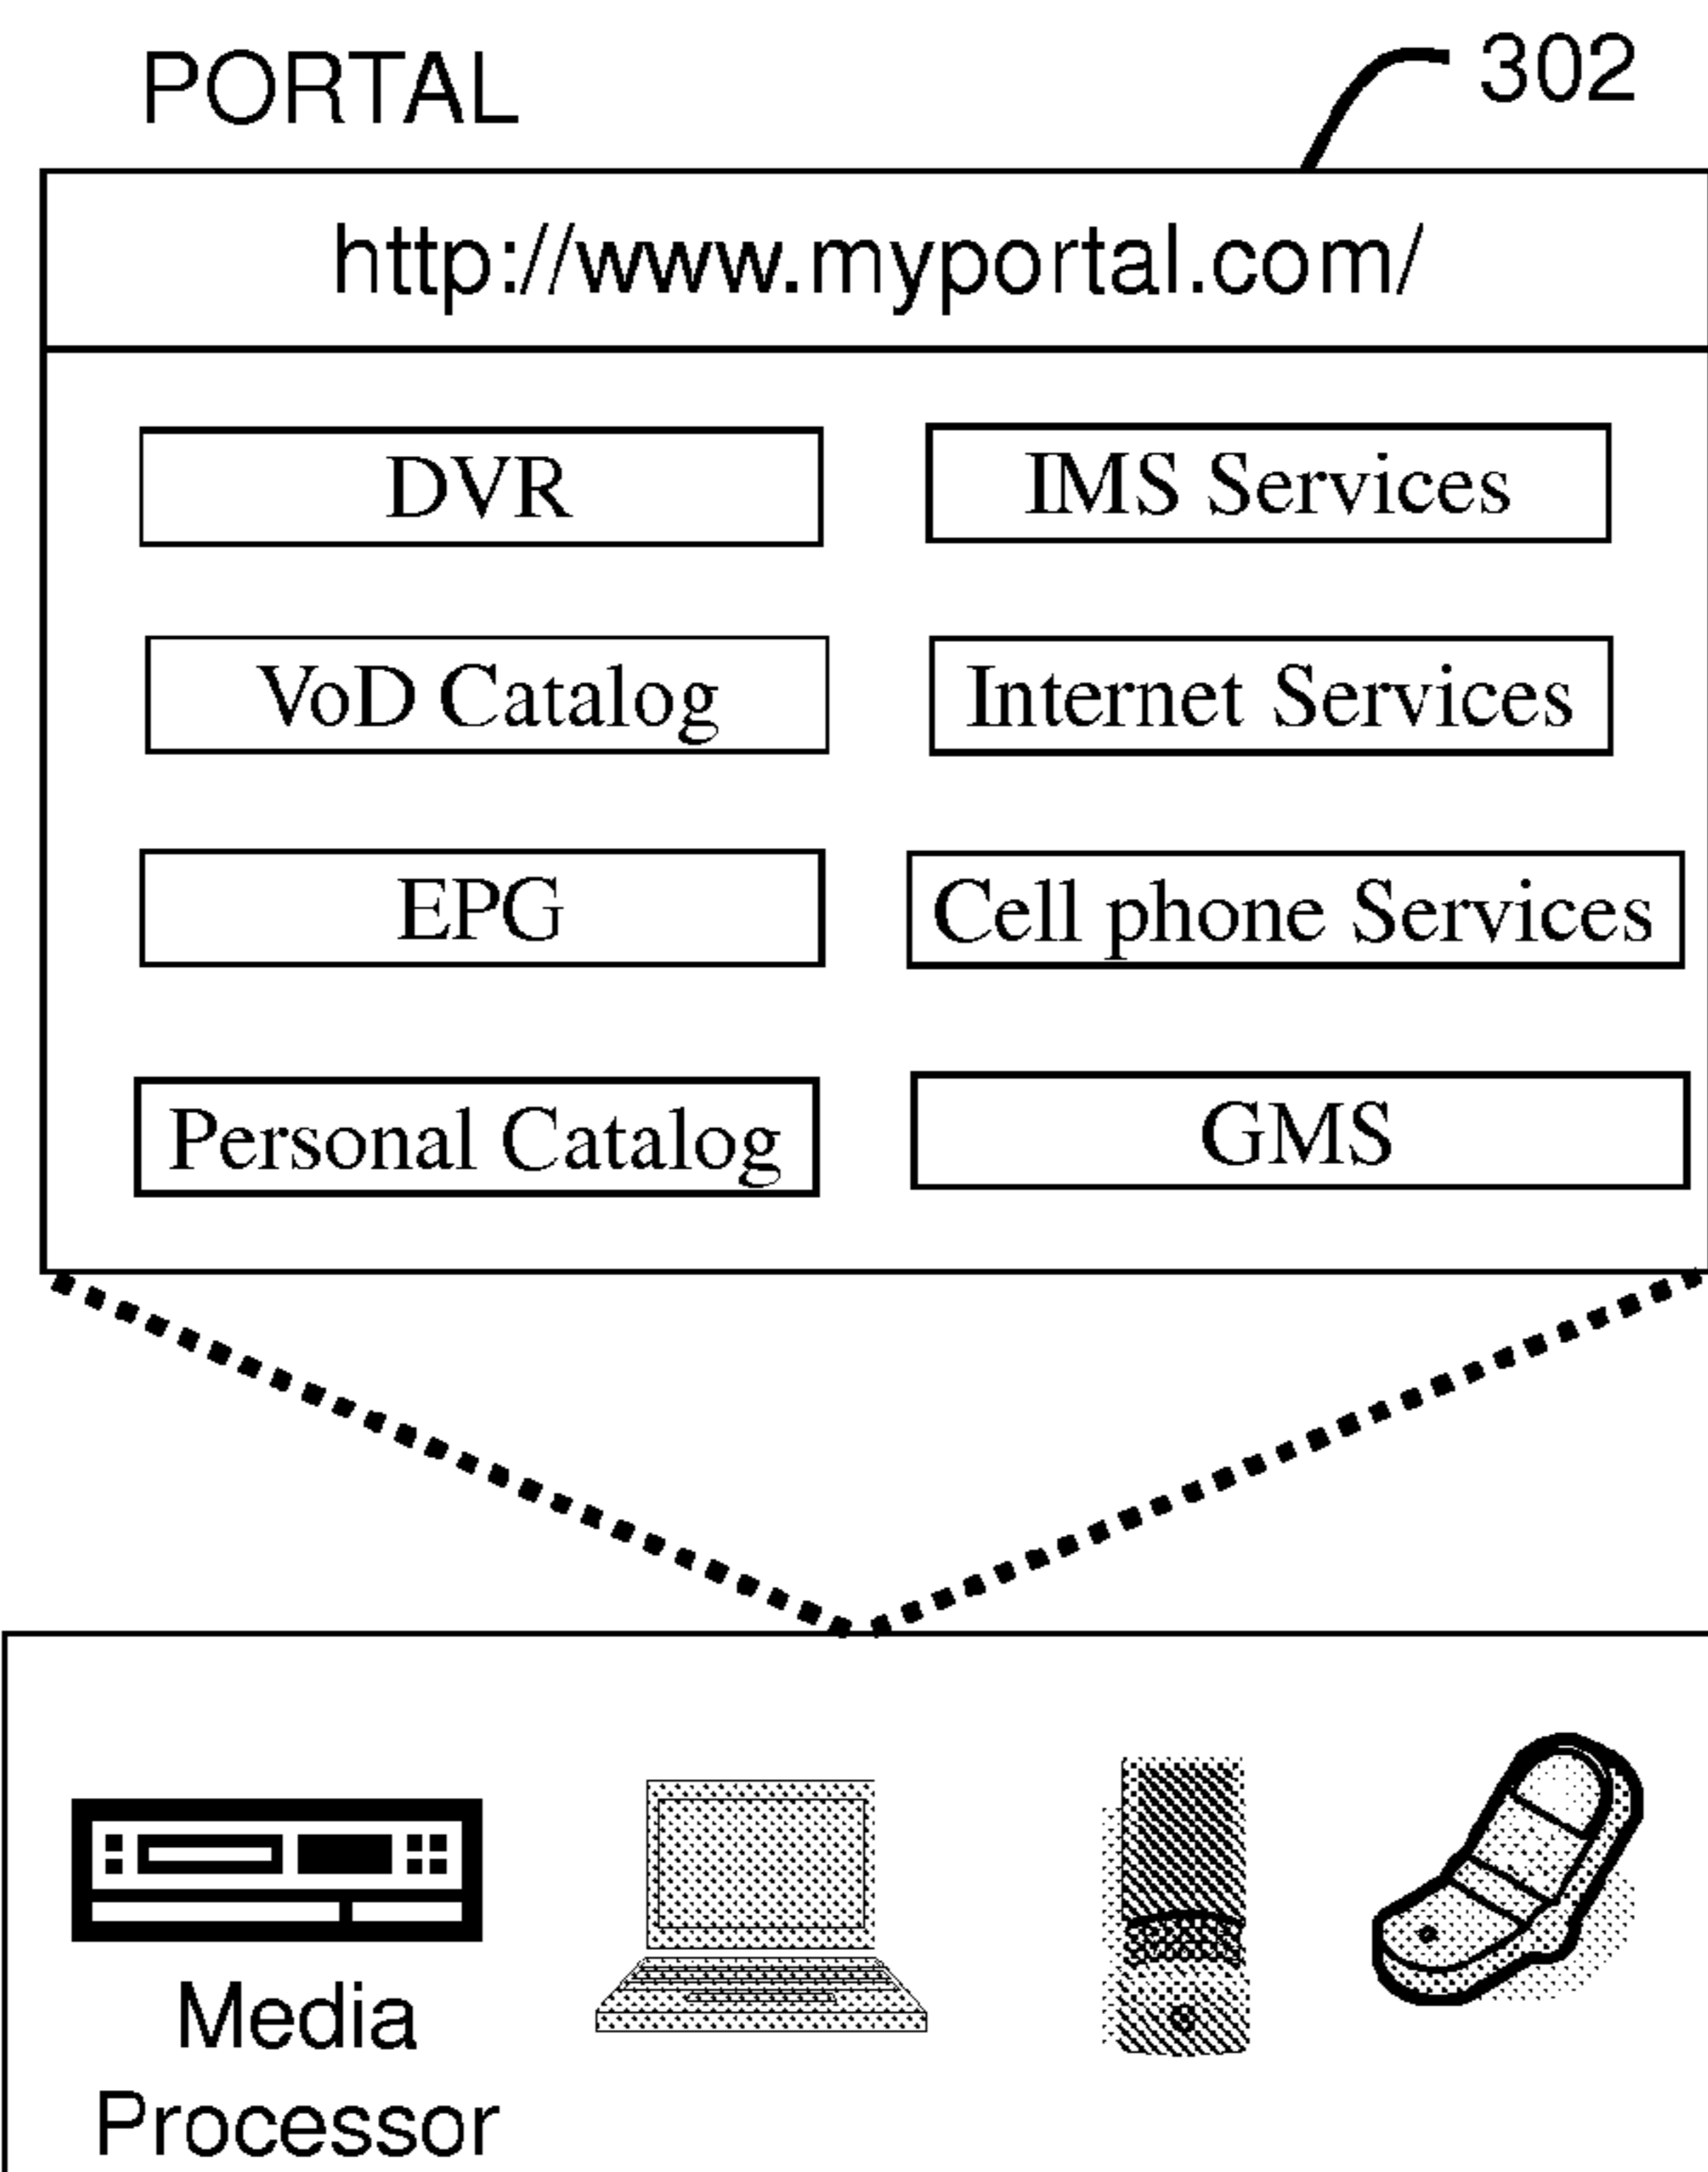 PORTAL
302
http://www.myportal.com/
DVR
IMS Services
VoD Catalog
Internet Services
EPG
Cell phone Services
Personal Catalog
GMS
Media
Processor